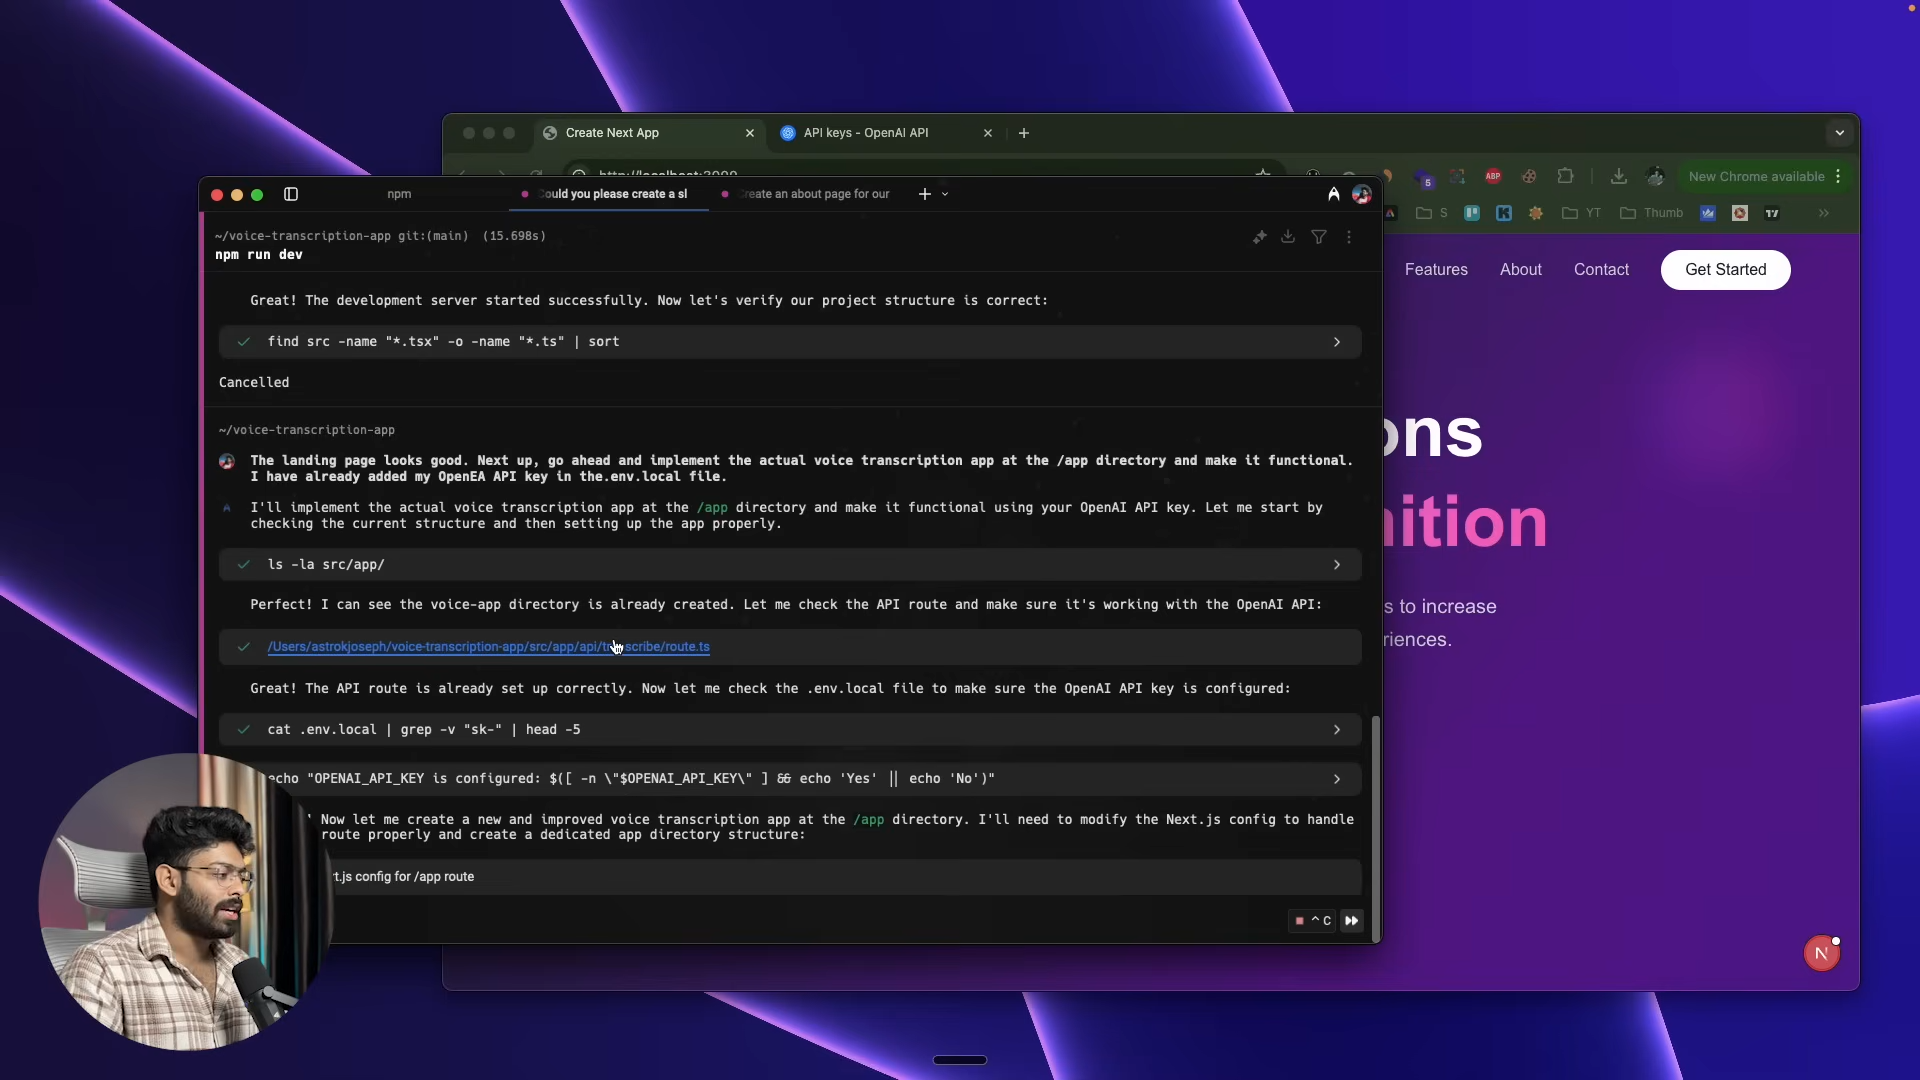 Create Next App
API keys - OpenAI API
http://localhost:3000
5
ABP
New Chrome available
npm
Could you please create a sl
Create an about page for our
S
YT
Thumb
~/voice-transcription-app git:(main) (15.698s)
npm run dev
Features
About
Contact
Get Started
Great! The development server started successfully. Now let's verify our project structure is correct:
find src -name "*.tsx" -o -name "*.ts" | sort
Cancelled
~/voice-transcription-app
The landing page looks good. Next up, go ahead and implement the actual voice transcription app at the /app directory and make it functional.
I have already added my OpenEA API key in the.env.local file.
I'll implement the actual voice transcription app at the /app directory and make it functional using your OpenAI API key. Let me start by
checking the current structure and then setting up the app properly.
ls -la src/app/
Perfect! I can see the voice-app directory is already created. Let me check the API route and make sure it's working with the OpenAI API:
/Users/astrokjoseph/voice-transcription-app/src/app/api/transcribe/route.ts
Great! The API route is already set up correctly. Now let me check the .env.local file to make sure the OpenAI API key is configured:
cat .env.local | grep -v "sk-" | head -5
echo "OPENAI_API_KEY is configured: $([ -n \"$OPENAI_API_KEY\" ] && echo 'Yes' || echo 'No')"
! Now let me create a new and improved voice transcription app at the /app directory. I'll need to modify the Next.js config to handle
route properly and create a dedicated app directory structure:
t.js config for /app route
^ C
ons
nition
s to increase
riences.
N